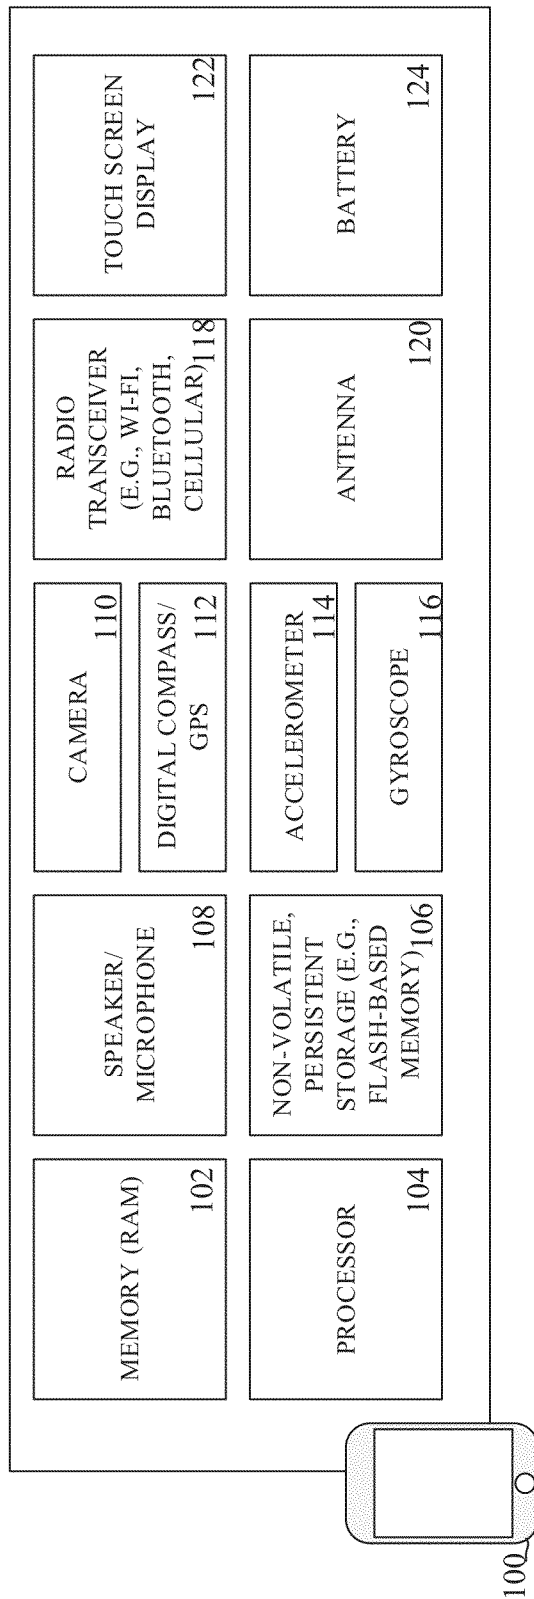 MEMORY (RAM)
102
SPEAKER/
MICROPHONE
108
CAMERA
110
DIGITAL COMPASS/
GPS
112
RADIO
TRANSCEIVER
(E.G., WI-FI,
BLUETOOTH,
CELLULAR)
118
TOUCH SCREEN
DISPLAY
122
PROCESSOR
104
NON-VOLATILE,
PERSISTENT
STORAGE (E.G.,
FLASH-BASED
MEMORY)
106
ACCELEROMETER
114
GYROSCOPE
116
ANTENNA
120
BATTERY
124
100